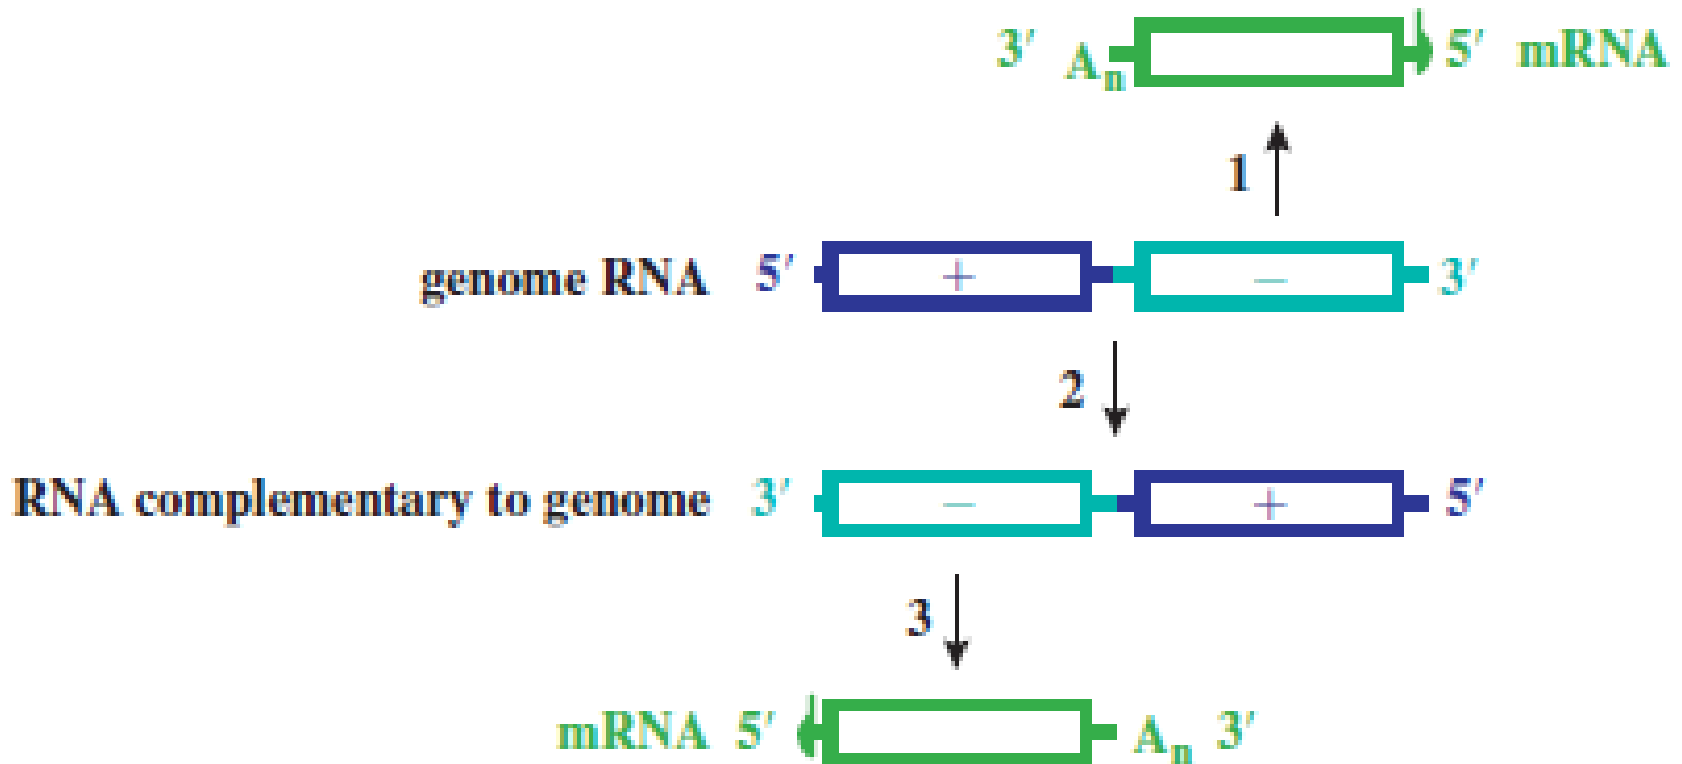 3′ Aₙ 5′ mRNA
1
genome RNA 5′ + − 3′
2
RNA complementary to genome 3′ − + 5′
3
mRNA 5′ Aₙ 3′